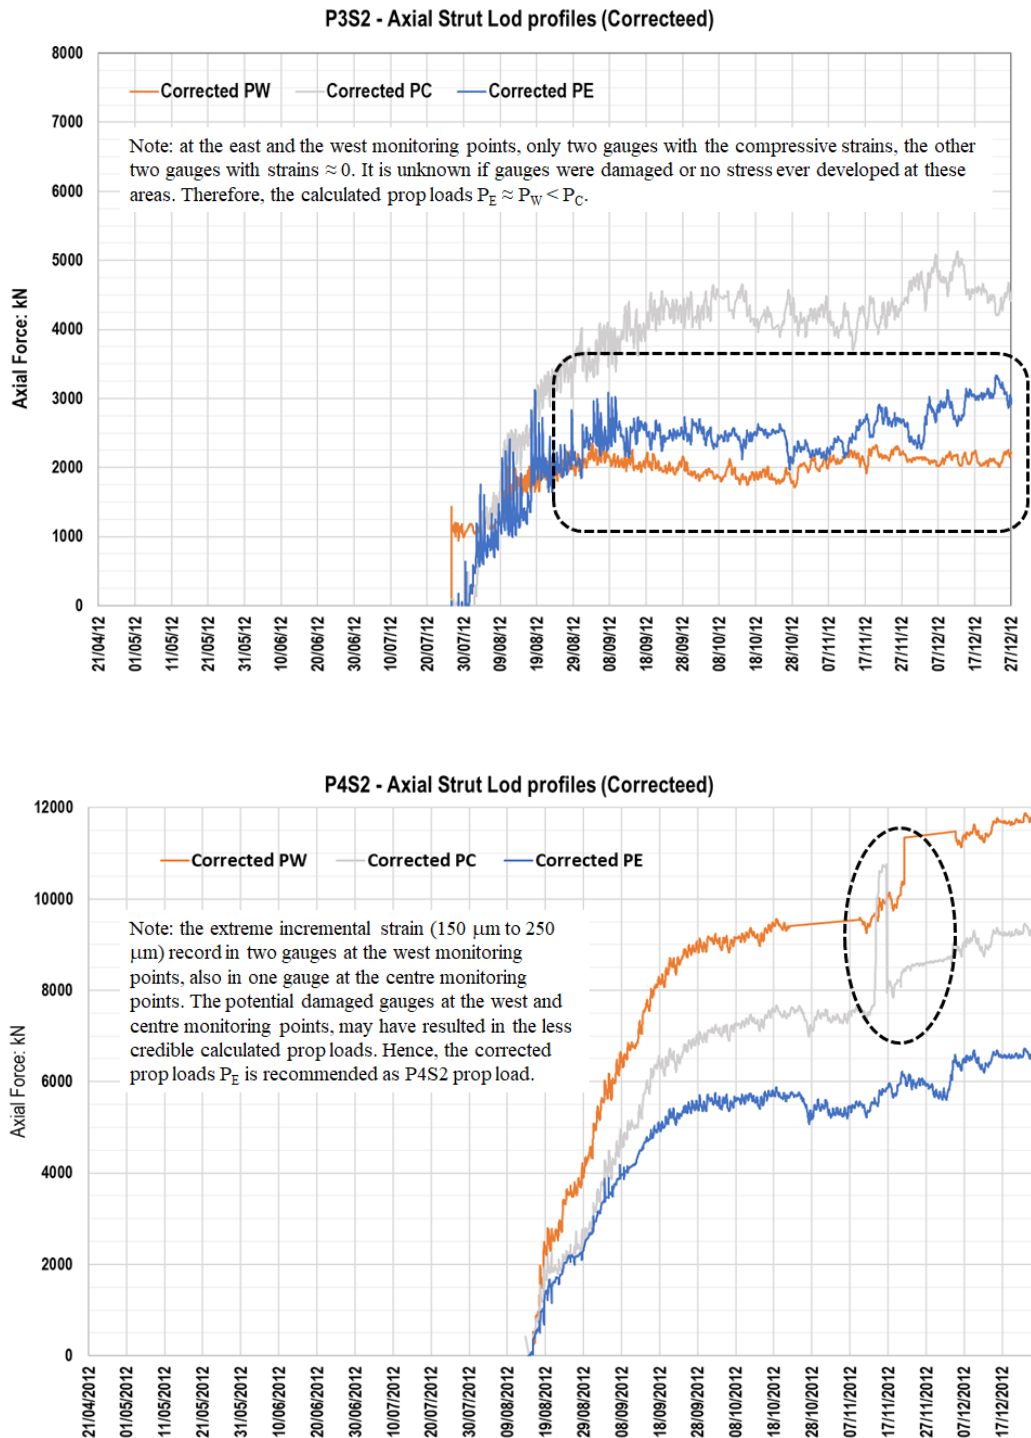 P3S2 - Axial Strut Lod profiles (Correcteed)
8000
7000
6000
5000
4000
3000
2000
1000
0
Axial Force: kN
Corrected PW Corrected PC Corrected PE
Note: at the east and the west monitoring points, only two gauges with the compressive strains, the other
two gauges with strains ≈ 0. It is unknown if gauges were damaged or no stress ever developed at these
areas. Therefore, the calculated prop loads PE ≈ PW < PC.
21/04/12 01/05/12 11/05/12 21/05/12 31/05/12 10/06/12 20/06/12 30/06/12 10/07/12 20/07/12 30/07/12 09/08/12 19/08/12 29/08/12 08/09/12 18/09/12 28/09/12 08/10/12 18/10/12 28/10/12 07/11/12 17/11/12 27/11/12 07/12/12 17/12/12 27/12/12
P4S2 - Axial Strut Lod profiles (Correcteed)
12000
10000
8000
6000
4000
2000
0
Axial Force: kN
Corrected PW Corrected PC Corrected PE
Note: the extreme incremental strain (150 μm to 250
μm) record in two gauges at the west monitoring
points, also in one gauge at the centre monitoring
points. The potential damaged gauges at the west and
centre monitoring points, may have resulted in the less
credible calculated prop loads. Hence, the corrected
prop loads PE is recommended as P4S2 prop load.
21/04/2012 01/05/2012 11/05/2012 21/05/2012 31/05/2012 10/06/2012 20/06/2012 30/06/2012 10/07/2012 20/07/2012 30/07/2012 09/08/2012 19/08/2012 29/08/2012 08/09/2012 18/09/2012 28/09/2012 08/10/2012 18/10/2012 28/10/2012 07/11/2012 17/11/2012 27/11/2012 07/12/2012 17/12/2012